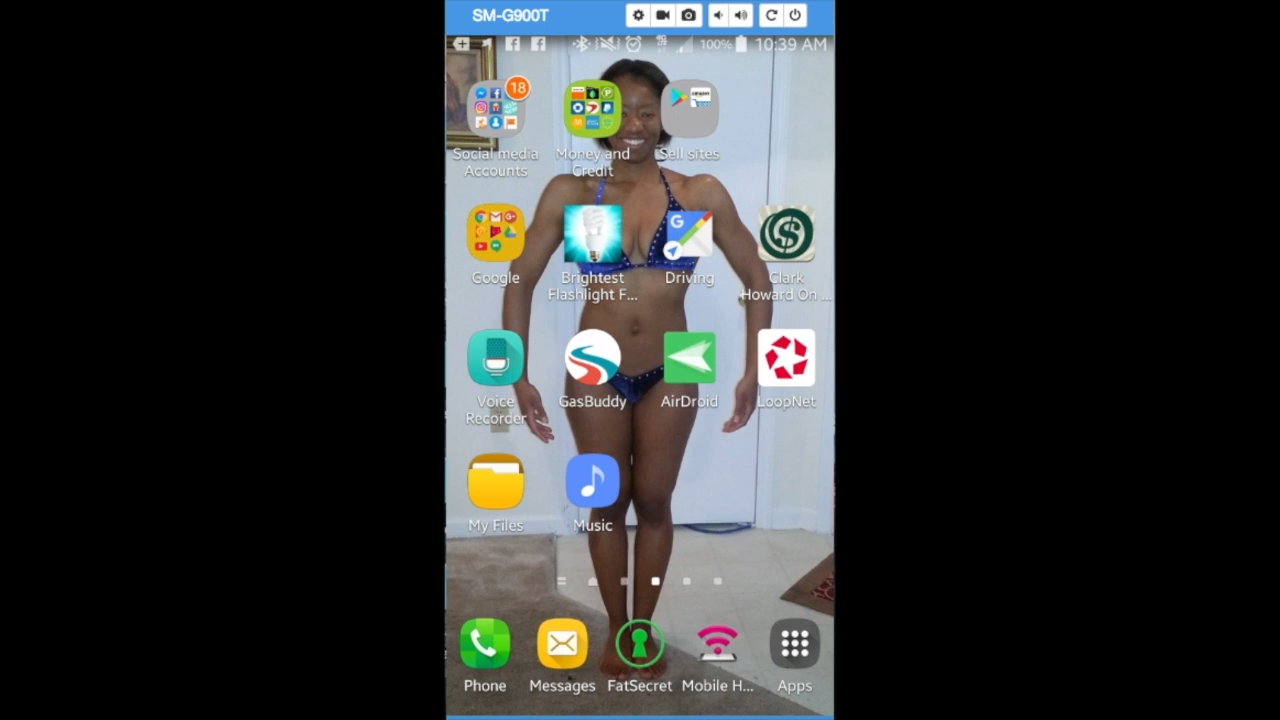 SM-G900T
100% 10:39 AM
18
Social media
Accounts
Money and
Credit
Sell sites
Google
Brightest
Flashlight F...
Driving
Clark
Howard On ...
Voice
Recorder
GasBuddy
AirDroid
LoopNet
My Files
Music
Phone
Messages
FatSecret
Mobile H...
Apps